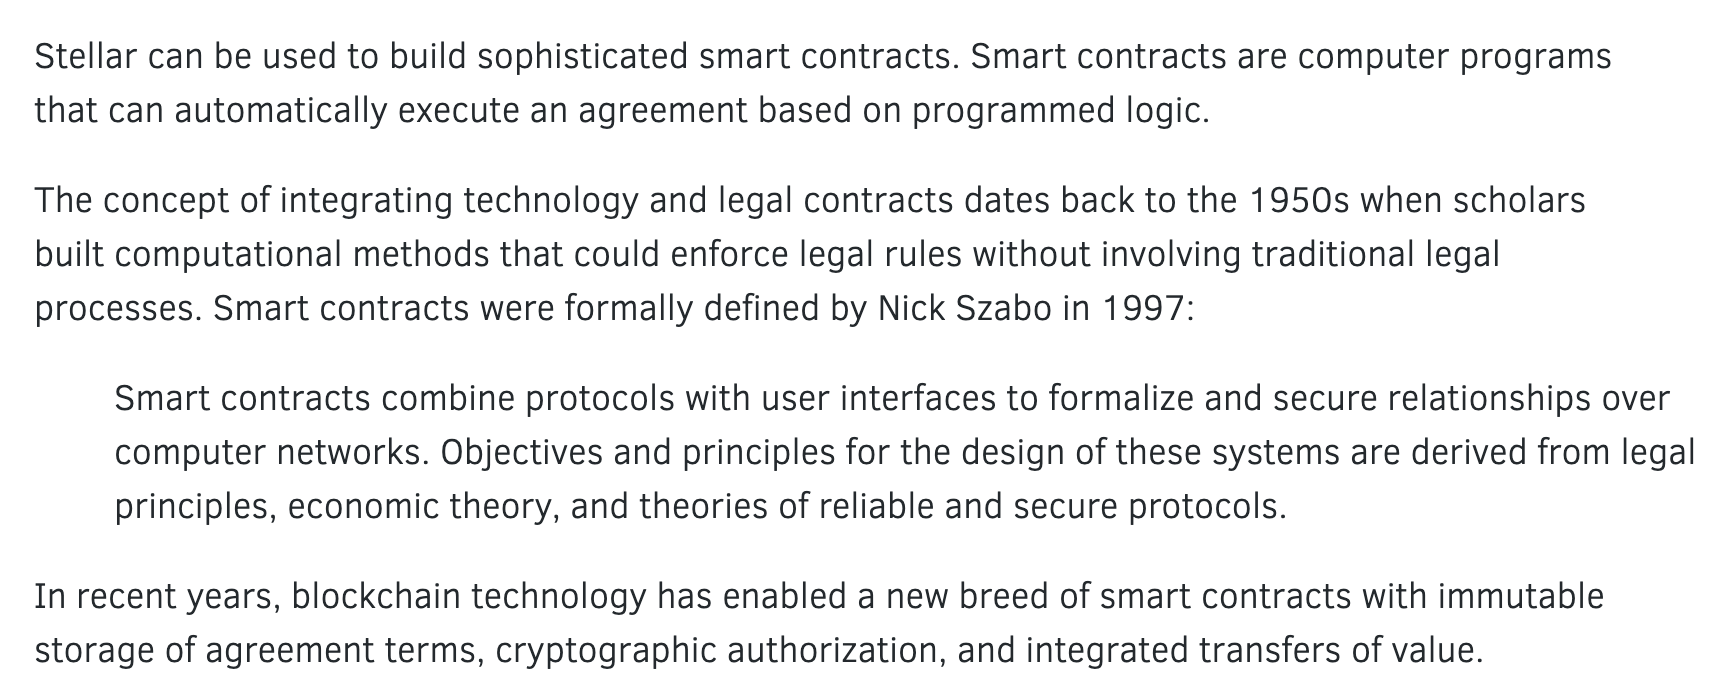 Stellar can be used to build sophisticated smart contracts. Smart contracts are computer programs
that can automatically execute an agreement based on programmed logic.
The concept of integrating technology and legal contracts dates back to the 1950s when scholars
built computational methods that could enforce legal rules without involving traditional legal
processes. Smart contracts were formally defined by Nick Szabo in 1997:
Smart contracts combine protocols with user interfaces to formalize and secure relationships over
computer networks. Objectives and principles for the design of these systems are derived from legal
principles, economic theory, and theories of reliable and secure protocols.
In recent years, blockchain technology has enabled a new breed of smart contracts with immutable
storage of agreement terms, cryptographic authorization, and integrated transfers of value.